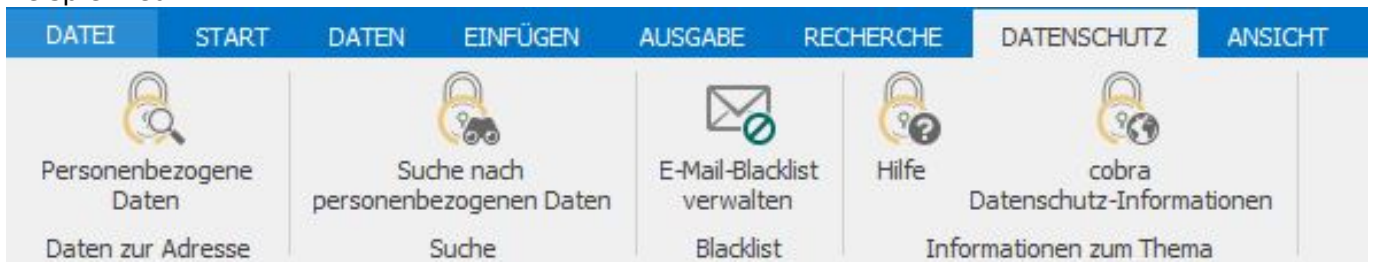 DATEI START DATEN EINFÜGEN AUSGABE RECHERCHE DATENSCHUTZ ANSICHT
Personenbezogene Daten
Suche nach personenbezogenen Daten
E-Mail-Blacklist verwalten
Hilfe
cobra Datenschutz-Informationen
Daten zur Adresse Suche Blacklist Informationen zum Thema